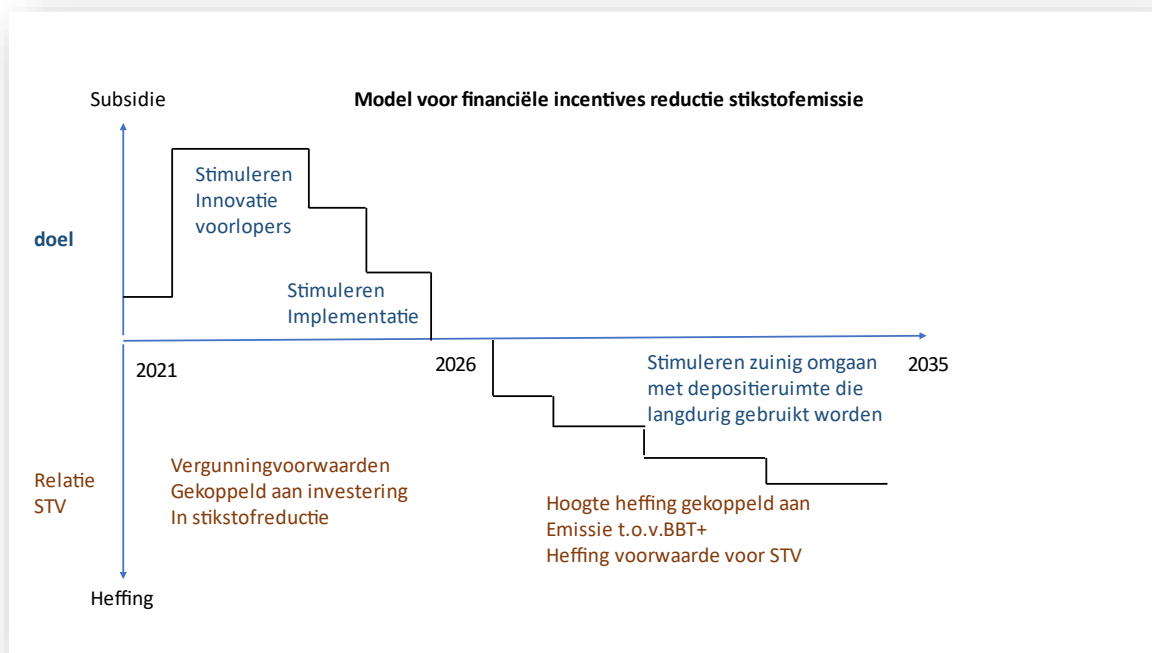 Subsidie
Model voor financiële incentives reductie stikstofemissie
Stimuleren
Innovatie
voorlopers
doel
Stimuleren
Implementatie
2021
2026
2035
Stimuleren zuinig omgaan
met depositieruimte die
langdurig gebruikt worden
Relatie
STV
Vergunningvoorwaarden
Gekoppeld aan investering
In stikstofreductie
Hoogte heffing gekoppeld aan
Emissie t.o.v.BBT+
Heffing voorwaarde voor STV
Heffing